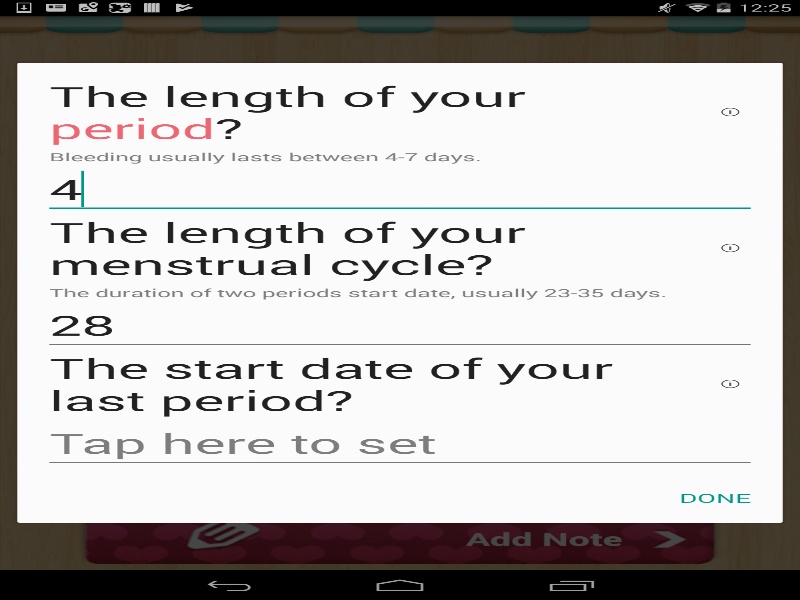 12:25
The length of your
period?
Bleeding usually lasts between 4-7 days.
4
The length of your
menstrual cycle?
The duration of two periods start date, usually 23-35 days.
28
The start date of your
last period?
Tap here to set
DONE
Add Note